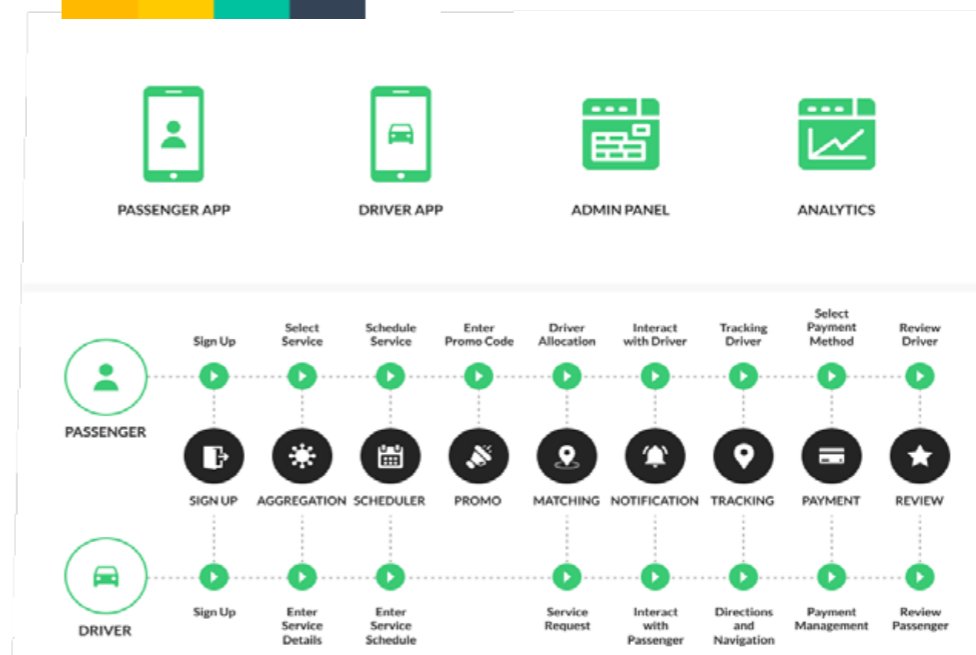 PASSENGER APP
DRIVER APP
ADMIN PANEL
ANALYTICS
Sign Up
Select
Service
Schedule
Service
Enter
Promo Code
Driver
Allocation
Interact
with Driver
Tracking
Driver
Select
Payment
Method
Review
Driver
PASSENGER
SIGN UP
AGGREGATION
SCHEDULER
PROMO
MATCHING
NOTIFICATION
TRACKING
PAYMENT
REVIEW
DRIVER
Sign Up
Enter
Service
Details
Enter
Service
Schedule
Service
Request
Interact
with
Passenger
Directions
and
Navigation
Payment
Management
Review
Passenger